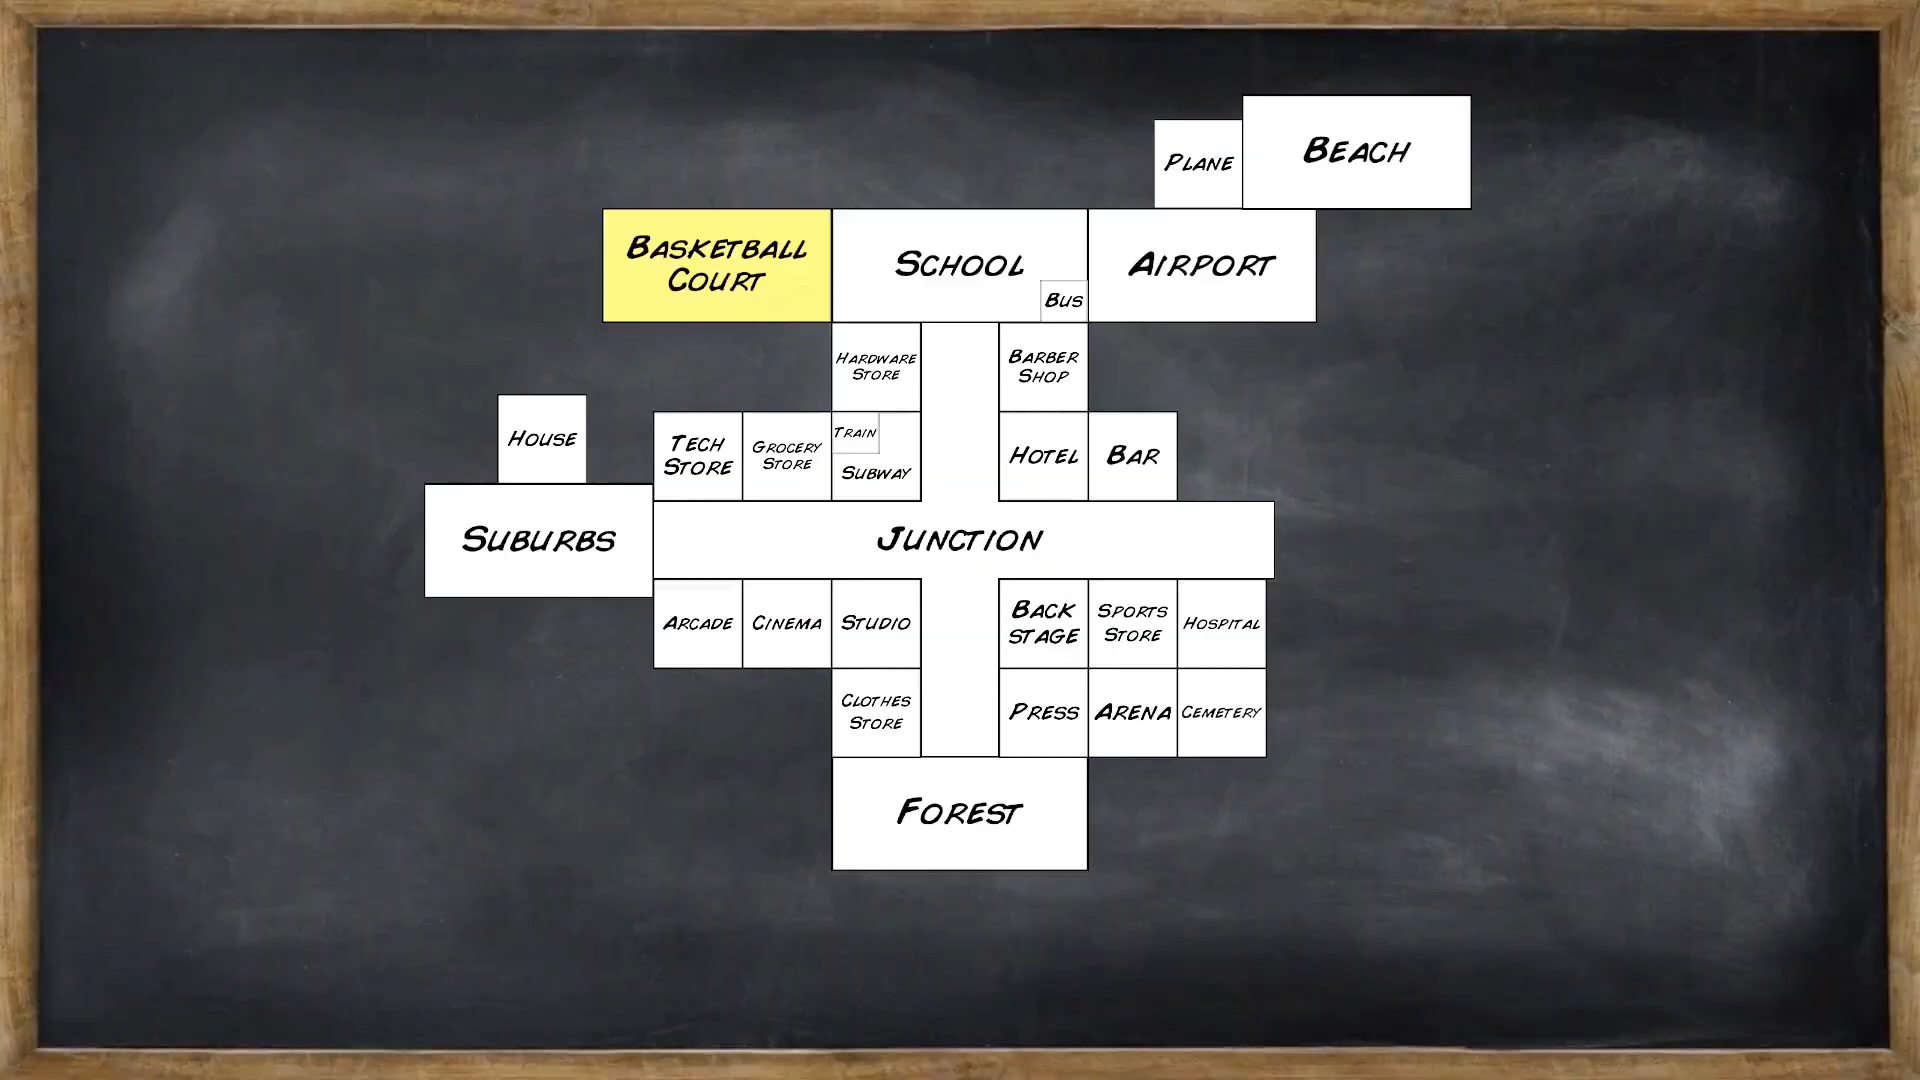 BEACH
PLANE
BASKETBALL
COURT
SCHOOL
BUS
AIRPORT
HARDWARE
STORE
BARBER
SHOP
HOUSE
TECH
STORE
GROCERY
STORE
TRAIN
SUBWAY
HOTEL
BAR
SUBURBS
JUNCTION
ARCADE
CINEMA
STUDIO
BACK
STAGE
SPORTS
STORE
HOSPITAL
CLOTHES
STORE
PRESS
ARENA
CEMETERY
FOREST